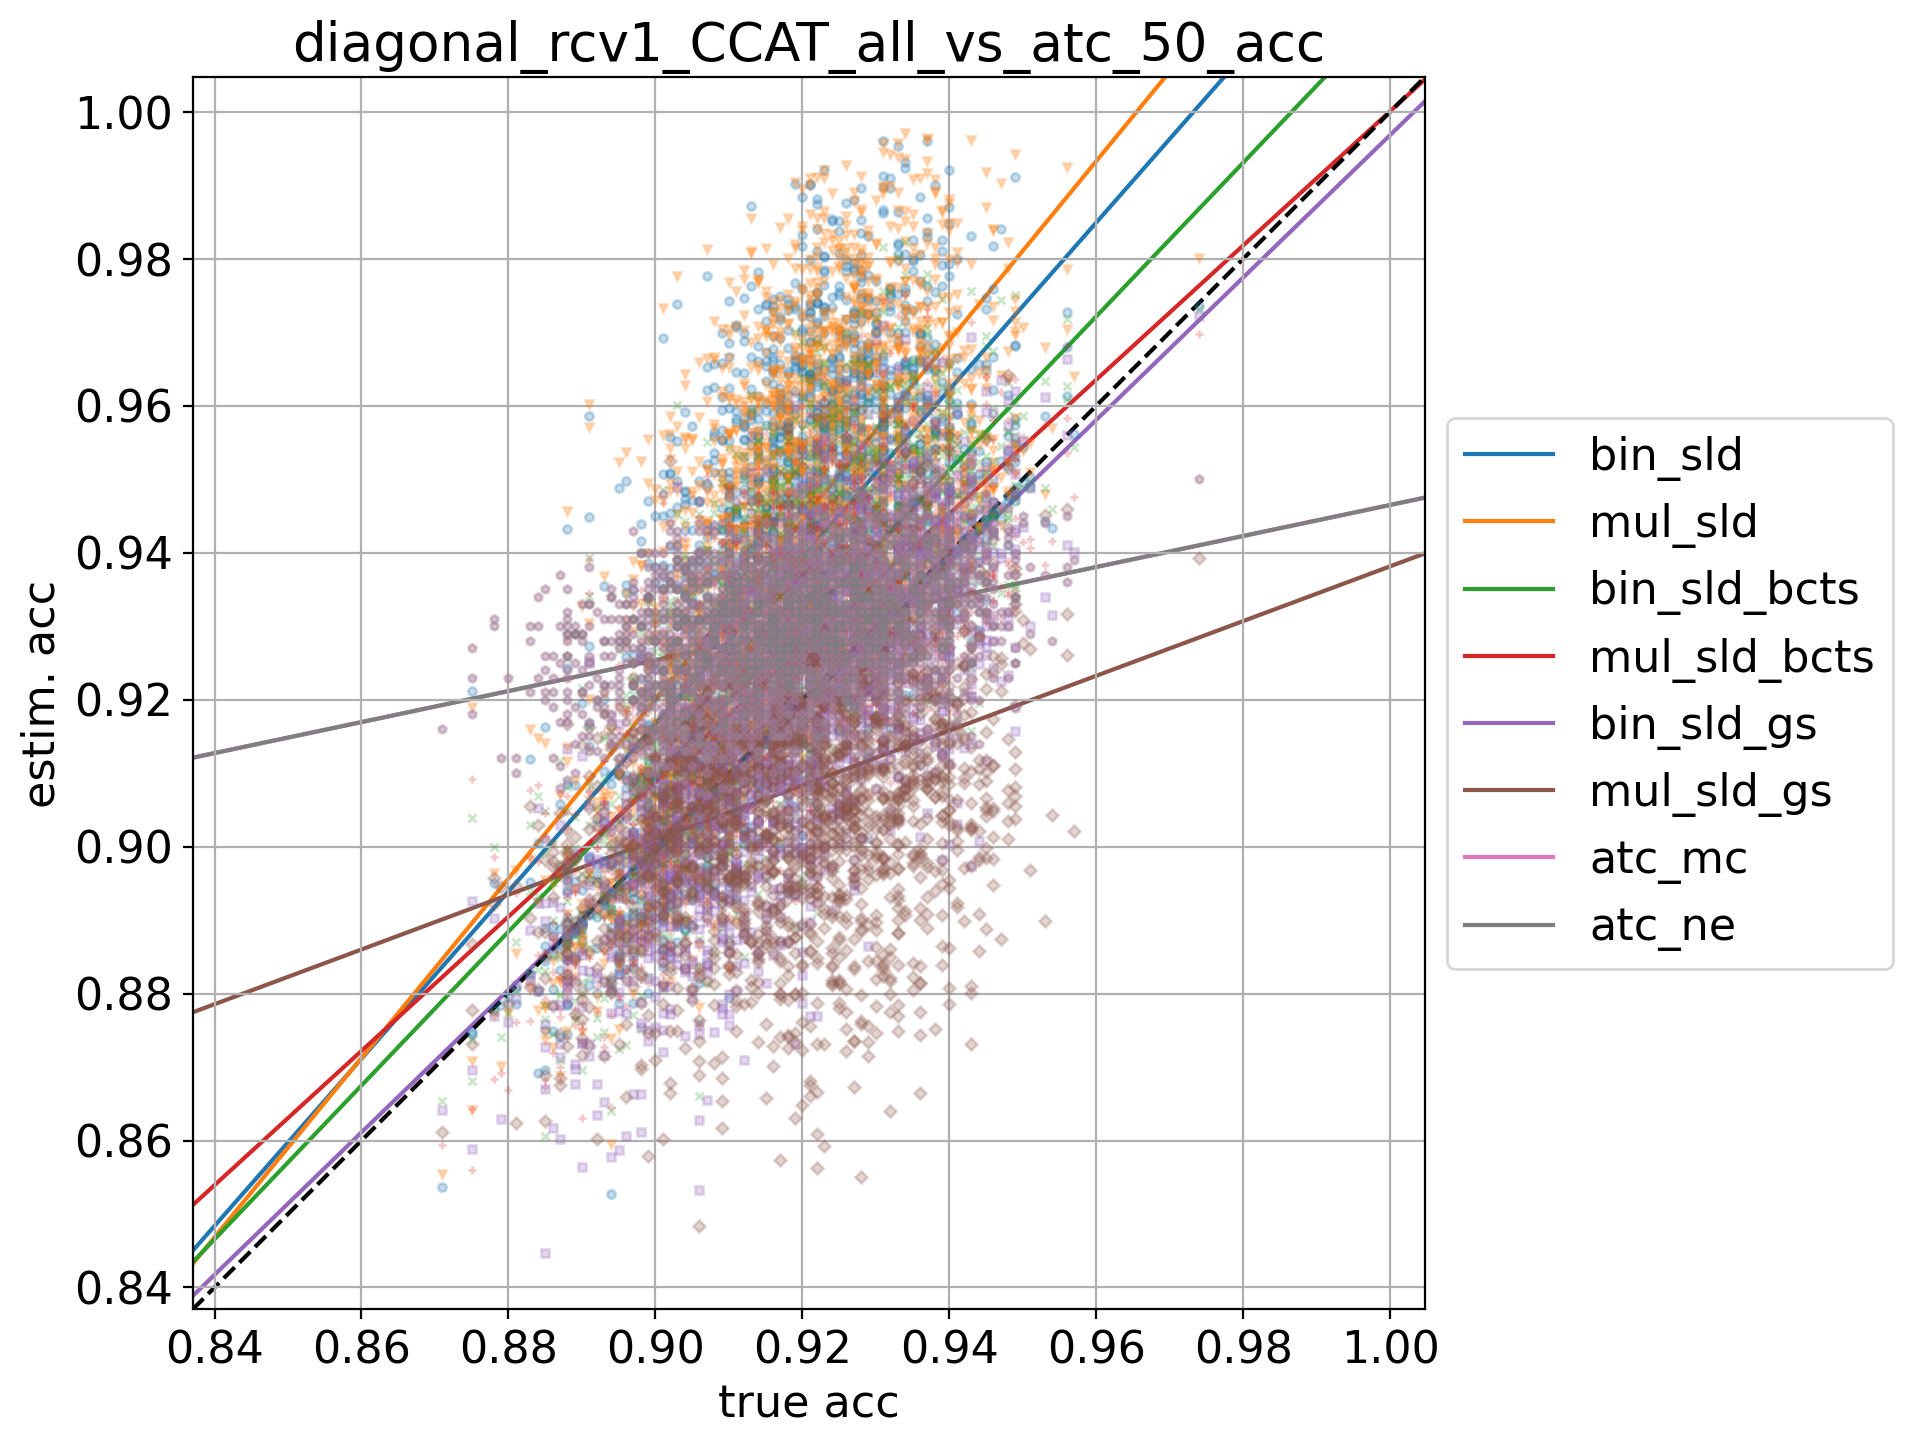 diagonal_rcv1_CCAT_all_vs_atc_50_acc
1.00
0.98
0.96
0.94
0.92
0.90
0.88
0.86
0.84
estim. acc
0.84 0.86 0.88 0.90 0.92 0.94 0.96 0.98 1.00
true acc
bin_sld
mul_sld
bin_sld_bcts
mul_sld_bcts
bin_sld_gs
mul_sld_gs
atc_mc
atc_ne